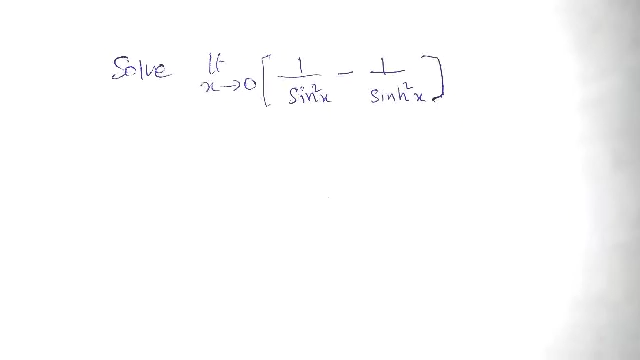 Solve lt x→0 [ 1/sin²x − 1/sinh²x ]